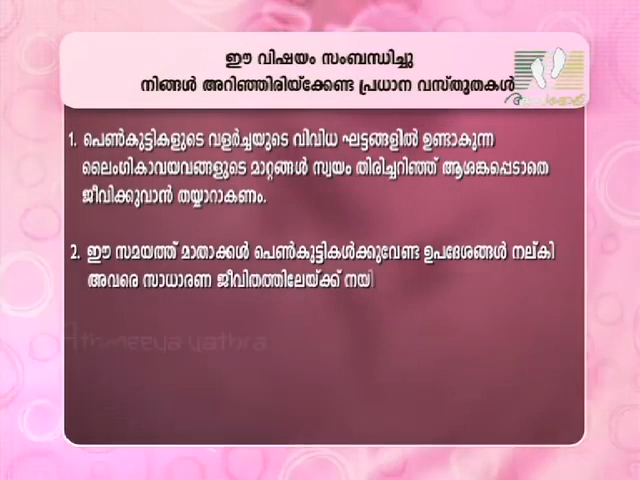 ഈ വിഷയം സംബന്ധിച്ചു
നിങ്ങൾ അറിഞ്ഞിരിയ്ക്കേണ്ട പ്രധാന വസ്തുതകൾ
1. പെൺകുട്ടികളുടെ വളർച്ചയുടെ വിവിധ ഘട്ടങ്ങളിൽ ഉണ്ടാകുന്ന
ലൈംഗികാവയവങ്ങളുടെ മാറ്റങ്ങൾ സ്വയം തിരിച്ചറിഞ്ഞ് ആശങ്കപ്പെടാതെ
ജീവിക്കുവാൻ തയ്യാറാകണം.
2. ഈ സമയത്ത് മാതാക്കൾ പെൺകുട്ടികൾക്കുവേണ്ട ഉപദേശങ്ങൾ നല്കി
അവരെ സാധാരണ ജീവിതത്തിലേയ്ക്ക് നയി
Athmeeya yathra